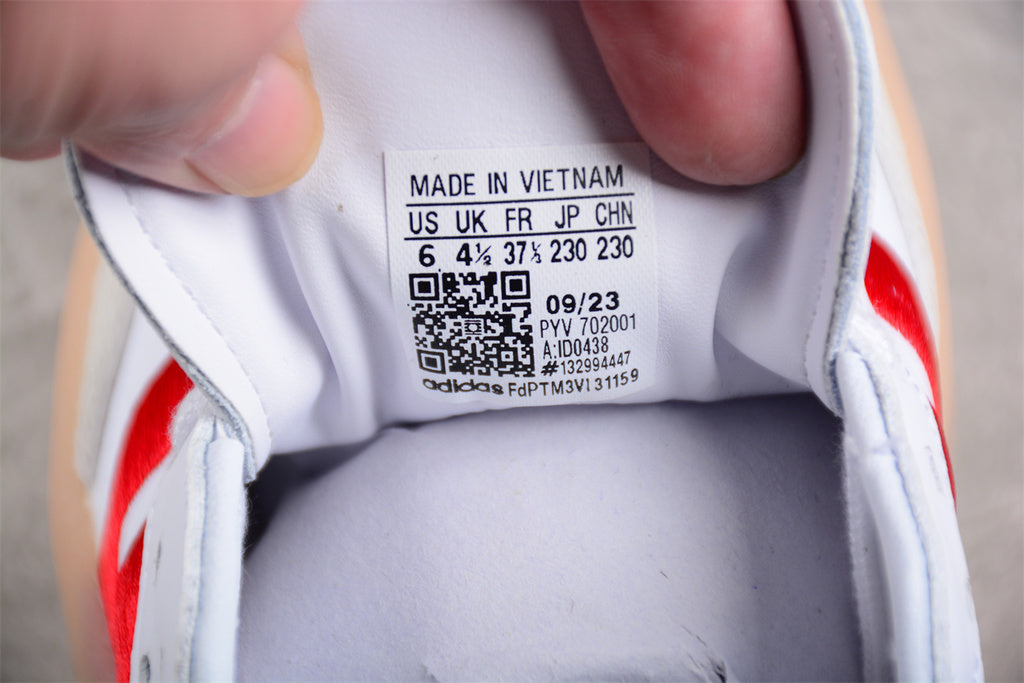 MADE IN VIETNAM
US UK FR JP CHN
6 4½ 37⅓ 230 230
09/23
PYV 702001
A:ID0438
#132994447
adidas FdPTM3V131159